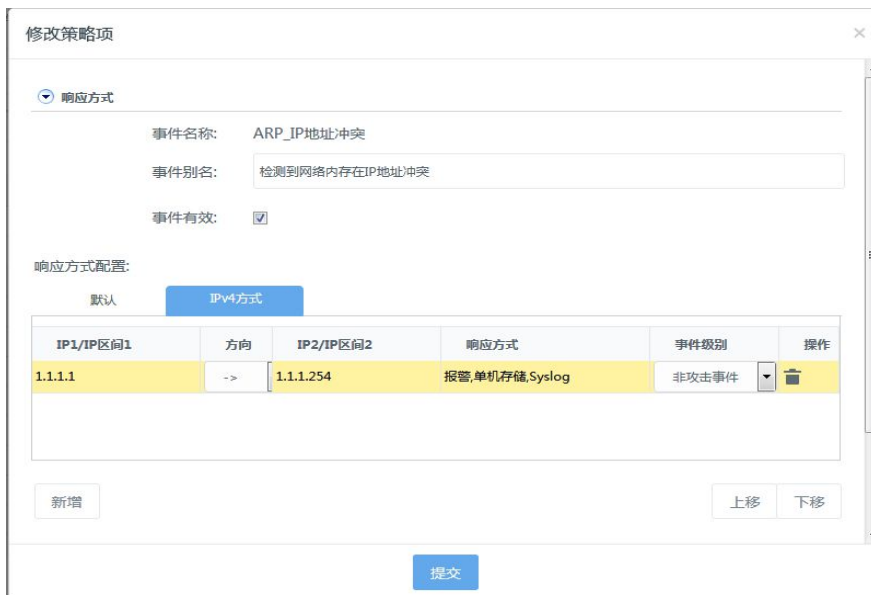 修改策略项
响应方式
事件名称: ARP_IP地址冲突
事件别名: 检测到网络内存在IP地址冲突
事件有效:
响应方式配置:
默认 IPv4方式
IP1/IP区间1 方向 IP2/IP区间2 响应方式 事件级别 操作
1.1.1.1 -> 1.1.1.254 报警,单机存储,Syslog 非攻击事件
新增 上移 下移
提交